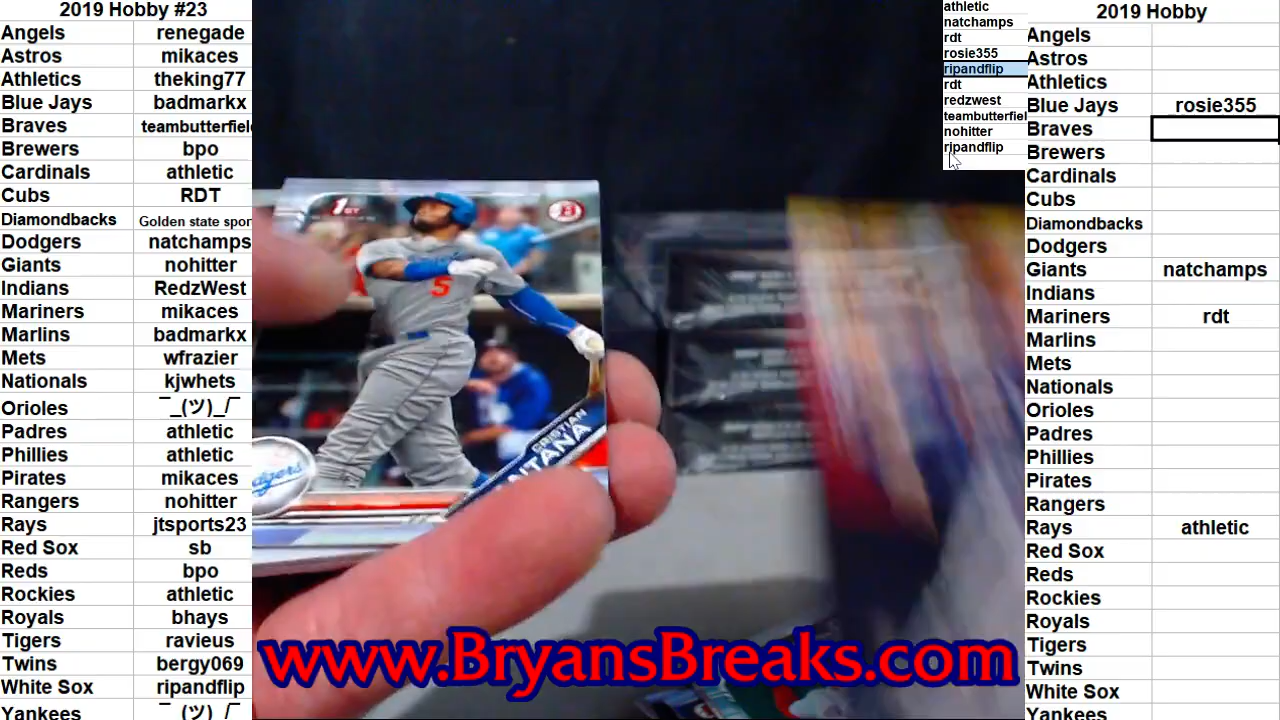 2019 Hobby #23
Angels renegade
Astros mikaces
Athletics theking77
Blue Jays badmarkx
Braves teambutterfiel
Brewers bpo
Cardinals athletic
Cubs RDT
Diamondbacks Golden state spor
Dodgers natchamps
Giants nohitter
Indians RedzWest
Mariners mikaces
Marlins badmarkx
Mets wfrazier
Nationals kjwhets
Orioles ¯_(ツ)_/¯
Padres athletic
Phillies athletic
Pirates mikaces
Rangers nohitter
Rays jtsports23
Red Sox sb
Reds bpo
Rockies athletic
Royals bhays
Tigers ravieus
Twins bergy069
White Sox ripandflip
Yankees ¯_(ツ)_/¯
1ST
B
5
CRISTIAN
Dodgers
www.BryansBreaks.com
athletic
natchamps
rdt
rosie355
ripandflip
rdt
redzwest
teambutterfiel
nohitter
ripandflip
2019 Hobby
Angels
Astros
Athletics
Blue Jays rosie355
Braves
Brewers
Cardinals
Cubs
Diamondbacks
Dodgers
Giants natchamps
Indians
Mariners rdt
Marlins
Mets
Nationals
Orioles
Padres
Phillies
Pirates
Rangers
Rays athletic
Red Sox
Reds
Rockies
Royals
Tigers
Twins
White Sox
Yankees